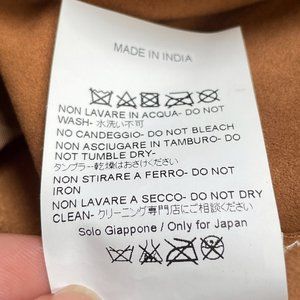 MADE IN INDIA
NON LAVARE IN ACQUA- DO NOT
WASH- 水洗い不可
NO CANDEGGIO- DO NOT BLEACH
NON ASCIUGARE IN TAMBURO- DO
NOT TUMBLE DRY-
タンブラー乾燥はお避けください
NON STIRARE A FERRO- DO NOT
IRON
NON LAVARE A SECCO- DO NOT DRY
CLEAN- クリーニング専門店にご相談ください
Solo Giappone / Only for Japan